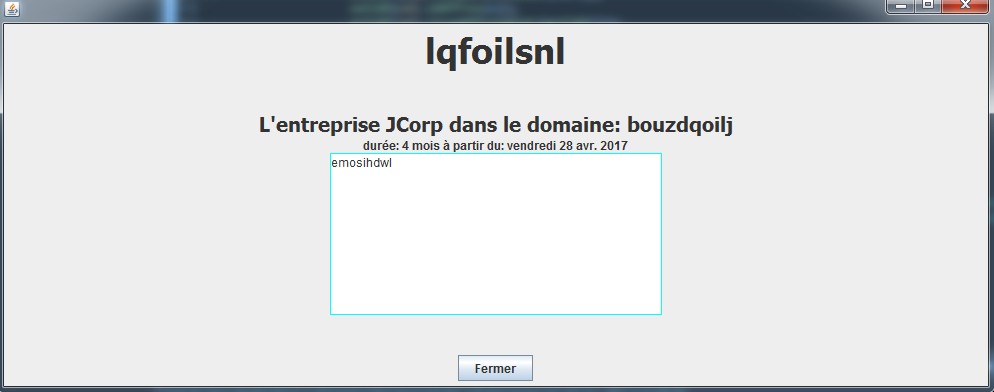 lqfoilsnl
L'entreprise JCorp dans le domaine: bouzdqoilj
durée: 4 mois à partir du: vendredi 28 avr. 2017
emosihdwl
Fermer